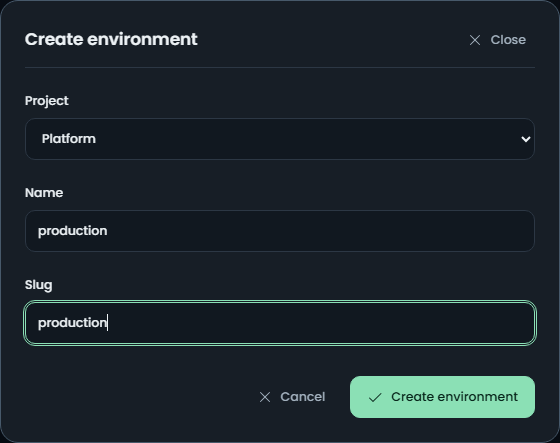 Create environment
Close
Project
Platform
Name
production
Slug
production
Cancel
Create environment